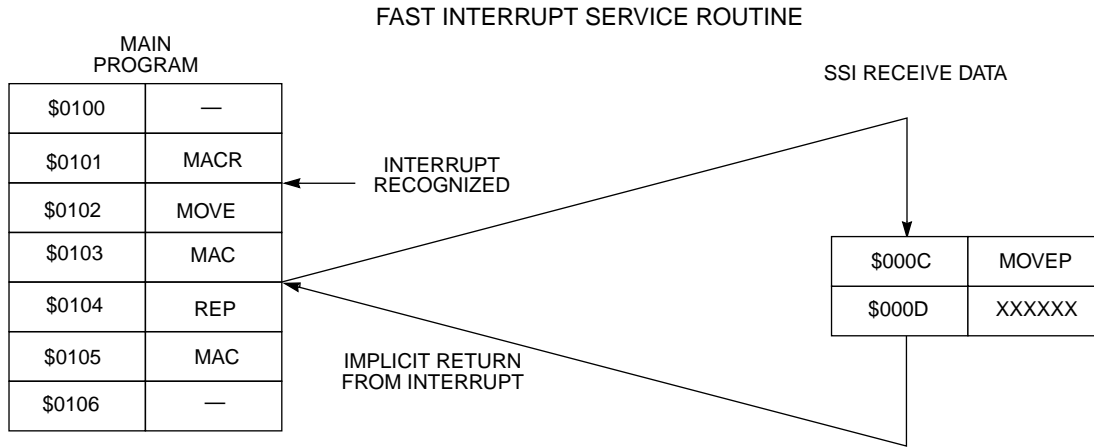 FAST INTERRUPT SERVICE ROUTINE
MAIN
PROGRAM
SSI RECEIVE DATA
$0100 —
$0101 MACR
INTERRUPT
RECOGNIZED
$0102 MOVE
$0103 MAC
$000C MOVEP
$0104 REP
$000D XXXXXX
$0105 MAC
IMPLICIT RETURN
FROM INTERRUPT
$0106 —